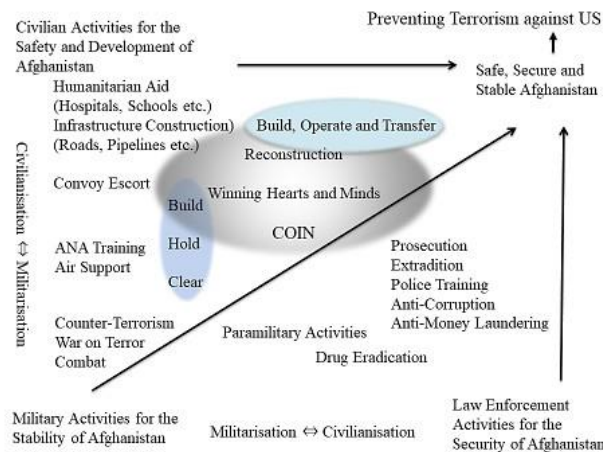 Preventing Terrorism against US
Civilian Activities for the
Safety and Development of
Afghanistan
Safe, Secure and
Stable Afghanistan
Humanitarian Aid
(Hospitals, Schools etc.)
Infrastructure Construction)
(Roads, Pipelines etc.)
Build, Operate and Transfer
Reconstruction
Convoy Escort
Winning Hearts and Minds
Build
COIN
Hold
Clear
ANA Training
Air Support
Civilianisation ⇔ Militarisation
Prosecution
Extradition
Police Training
Anti-Corruption
Anti-Money Laundering
Counter-Terrorism
War on Terror
Combat
Paramilitary Activities
Drug Eradication
Military Activities for the
Stability of Afghanistan
Militarisation ⇔ Civilianisation
Law Enforcement
Activities for the
Security of Afghanistan